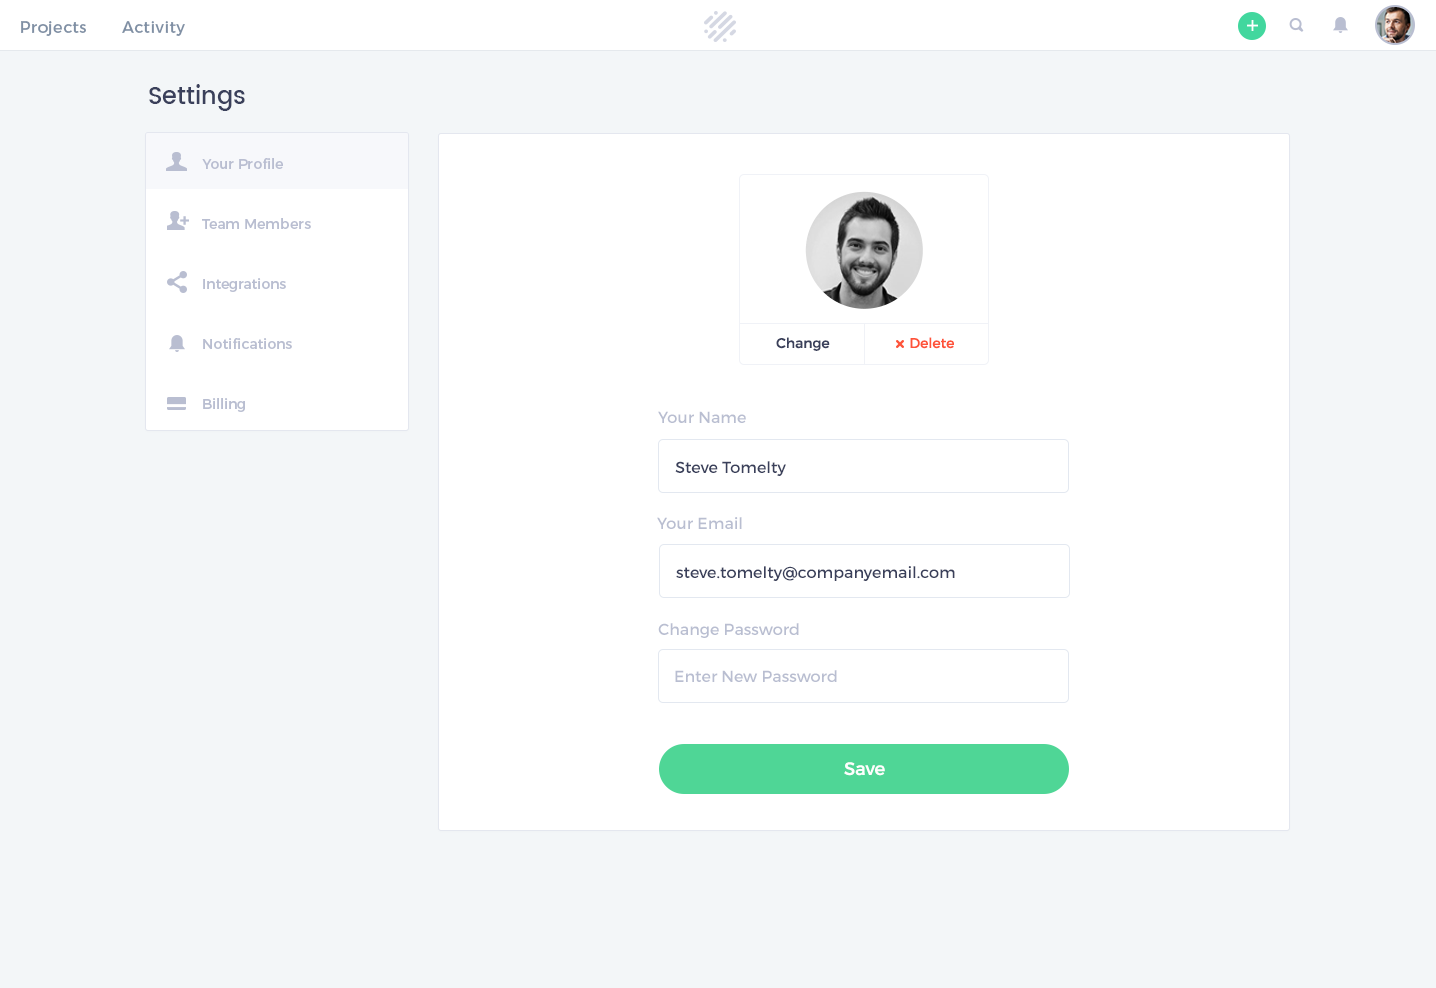 Projects
Activity
Settings
Your Profile
Team Members
Integrations
Notifications
Billing
Change
Delete
Your Name
Steve Tomelty
Your Email
steve.tomelty@companyemail.com
Change Password
Enter New Password
Save